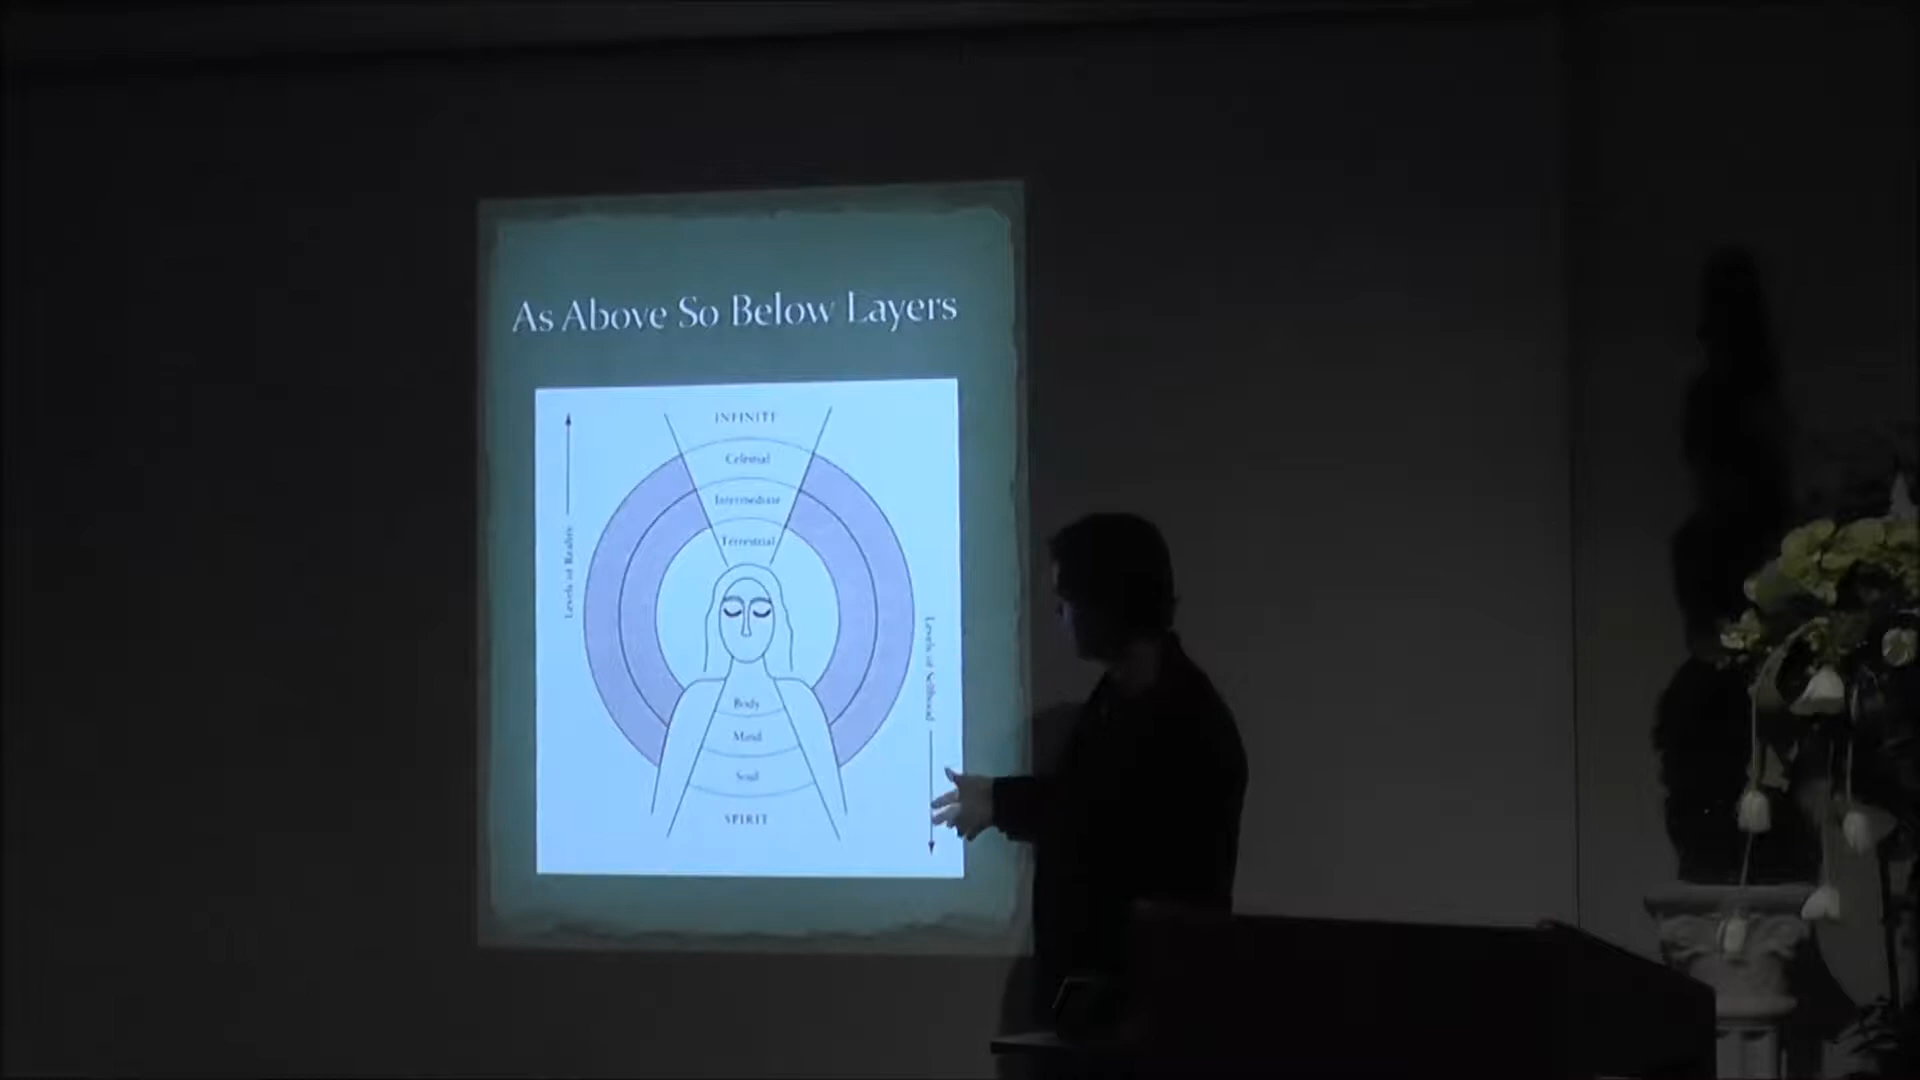 As Above So Below Layers
INFINITE
Celestial
Intermediate
Terrestrial
Levels of Reality
Body
Mind
Soul
SPIRIT
Levels of Selfhood